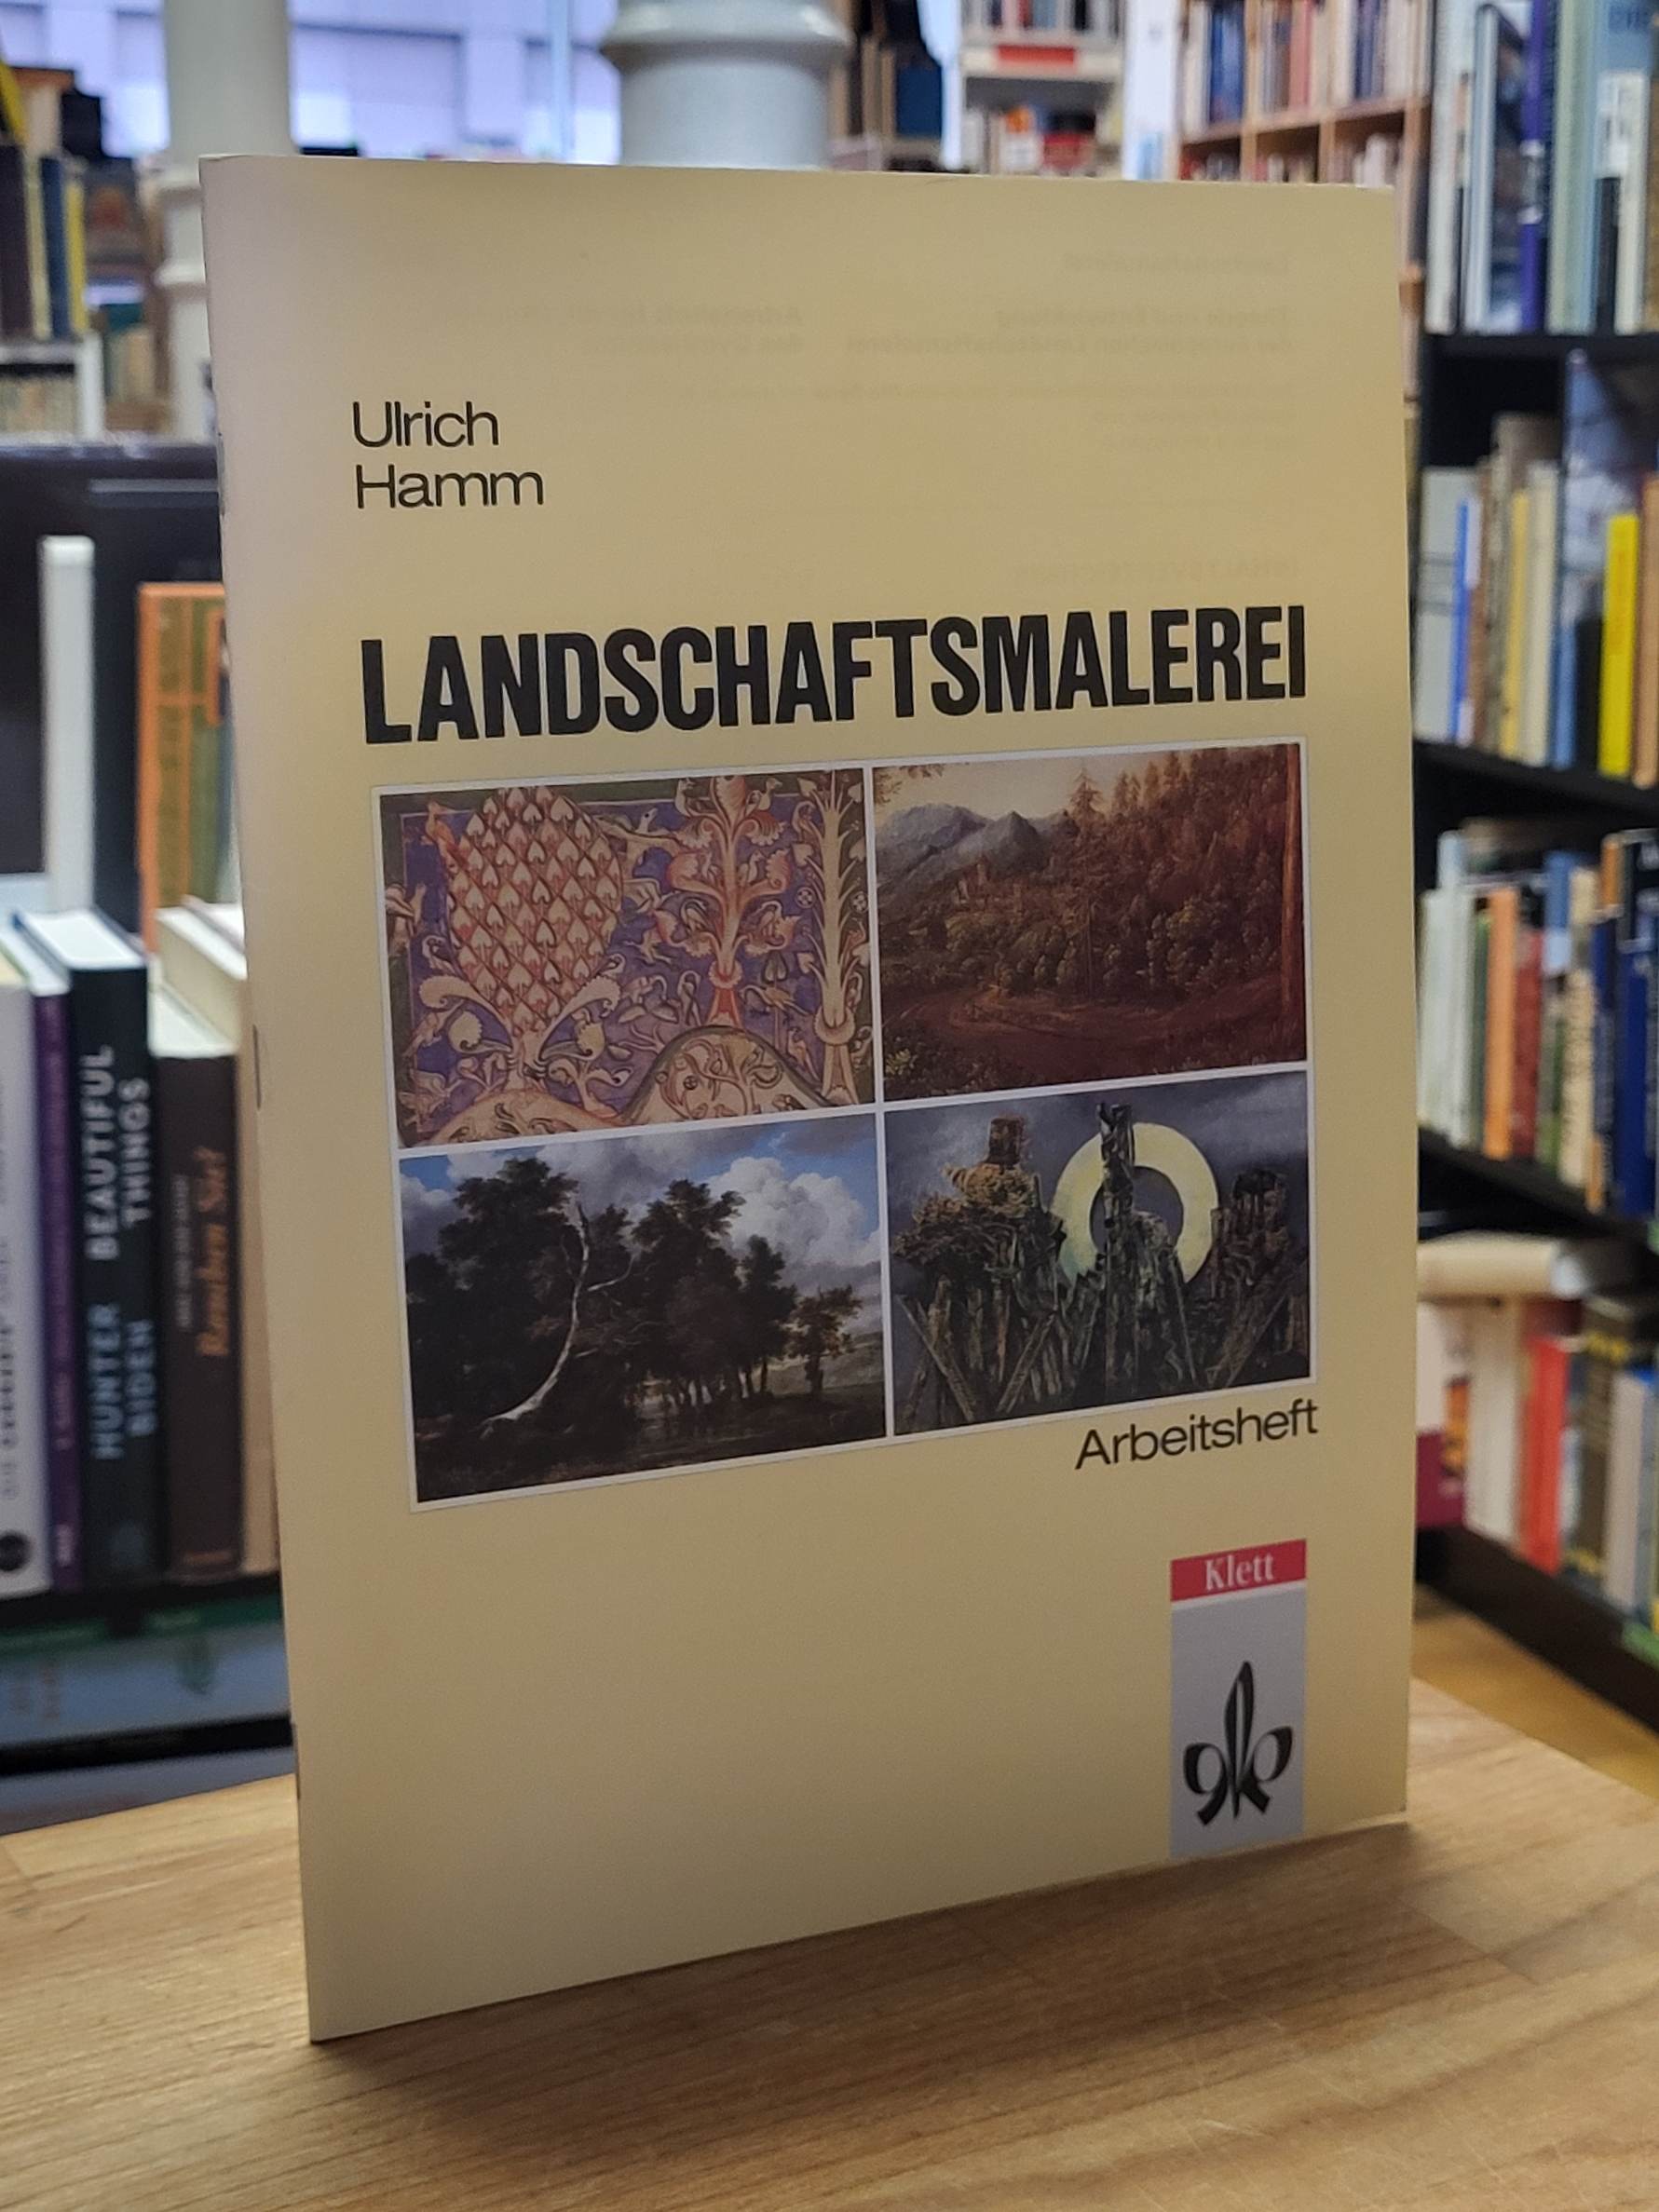 Ulrich
Hamm
LANDSCHAFTSMALEREI
Arbeitsheft
Klett
HUNTER BIDEN
BEAUTIFUL THINGS